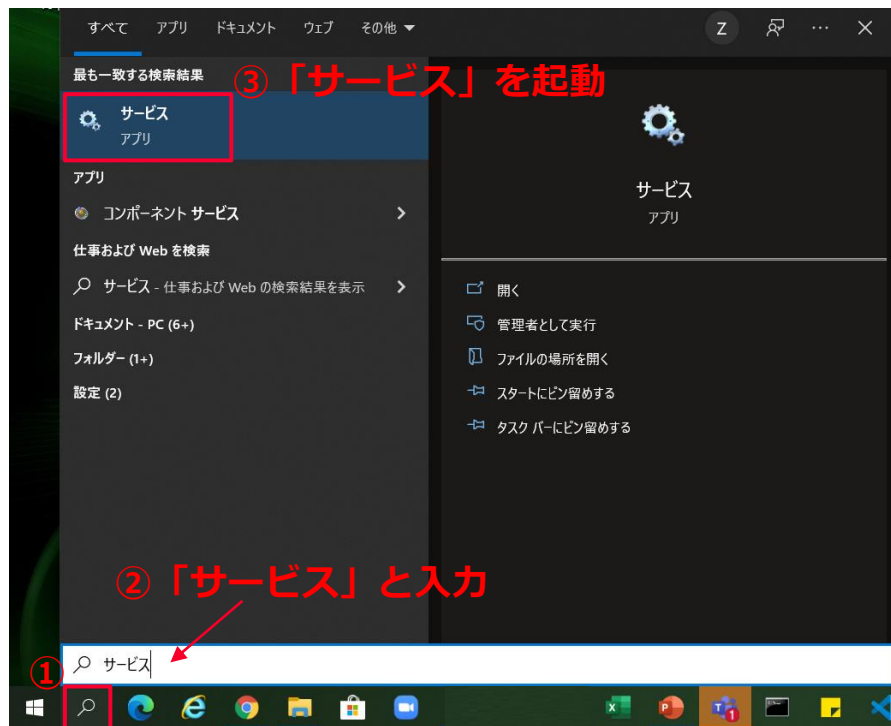 すべて アプリ ドキュメント ウェブ その他 Z …
最も一致する検索結果
③「サービス」を起動
サービス
アプリ
アプリ
コンポーネント サービス
仕事および Web を検索
サービス - 仕事および Web の検索結果を表示
ドキュメント - PC (6+)
フォルダー (1+)
設定 (2)
サービス
アプリ
開く
管理者として実行
ファイルの場所を開く
スタートにピン留めする
タスク バーにピン留めする
②「サービス」と入力
①
サービス
1